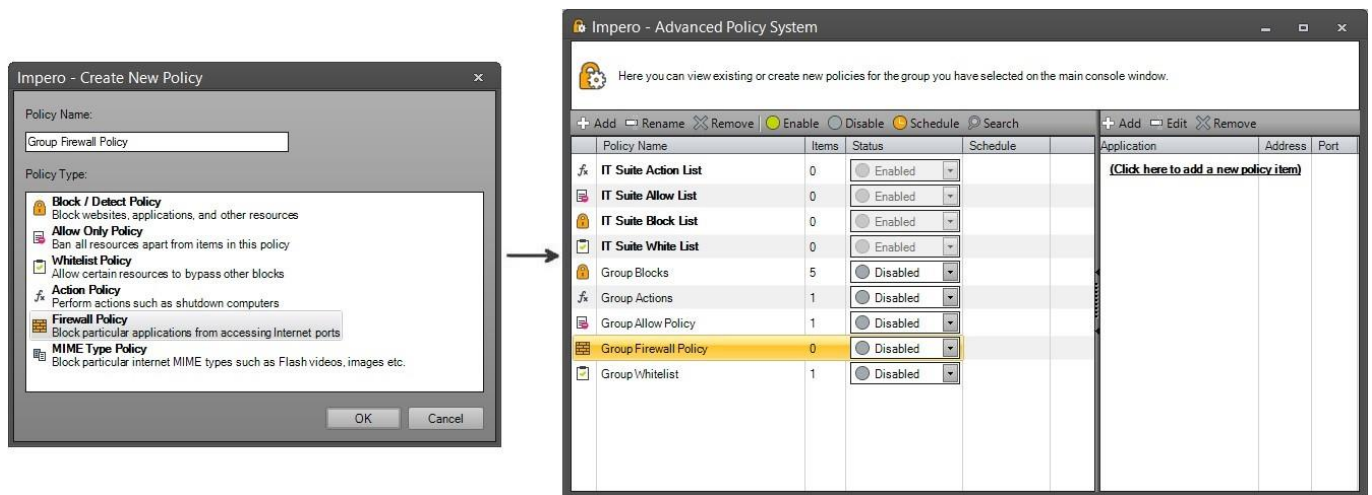 Impero - Create New Policy
Policy Name:
Group Firewall Policy
Policy Type:
Block / Detect Policy
Block websites, applications, and other resources
Allow Only Policy
Ban all resources apart from items in this policy
Whitelist Policy
Allow certain resources to bypass other blocks
Action Policy
Perform actions such as shutdown computers
Firewall Policy
Block particular applications from accessing Internet ports
MIME Type Policy
Block particular internet MIME types such as Flash videos, images etc.
OK Cancel
Impero - Advanced Policy System
Here you can view existing or create new policies for the group you have selected on the main console window.
Add Rename Remove Enable Disable Schedule Search
Policy Name Items Status Schedule
IT Suite Action List 0 Enabled
IT Suite Allow List 0 Enabled
IT Suite Block List 0 Enabled
IT Suite White List 0 Enabled
Group Blocks 5 Disabled
Group Actions 1 Disabled
Group Allow Policy 1 Disabled
Group Firewall Policy 0 Disabled
Group Whitelist 1 Disabled
Add Edit Remove
Application Address Port
(Click here to add a new policy item)